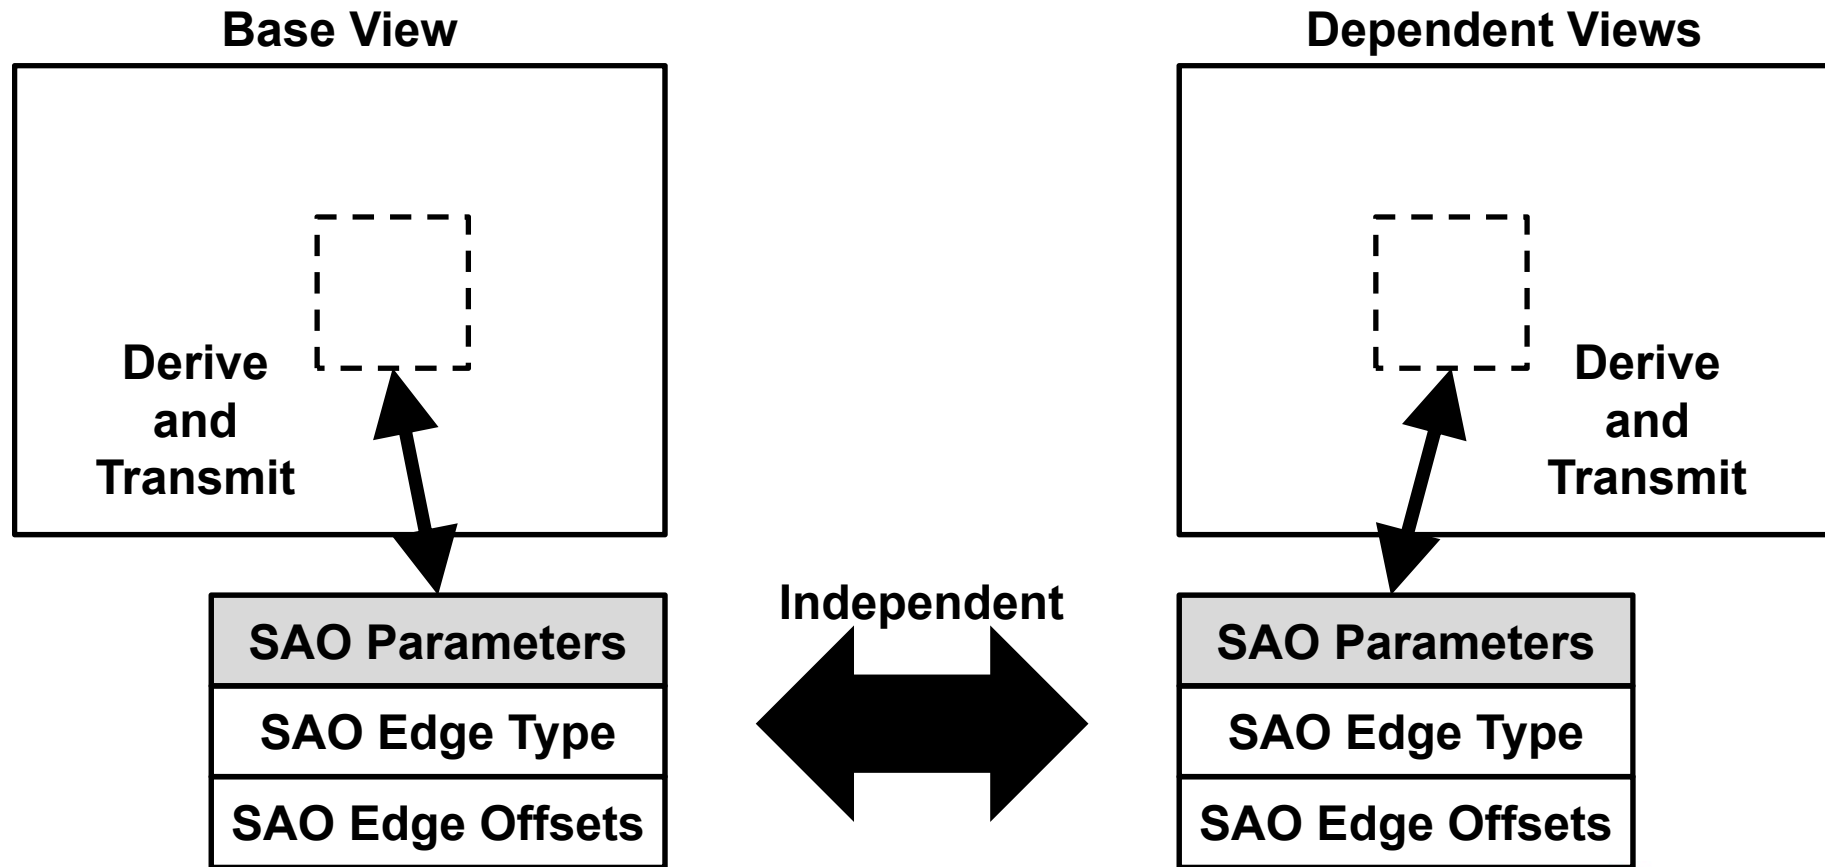 Base View
Derive
and
Transmit
SAO Parameters
SAO Edge Type
SAO Edge Offsets
Independent
Dependent Views
Derive
and
Transmit
SAO Parameters
SAO Edge Type
SAO Edge Offsets